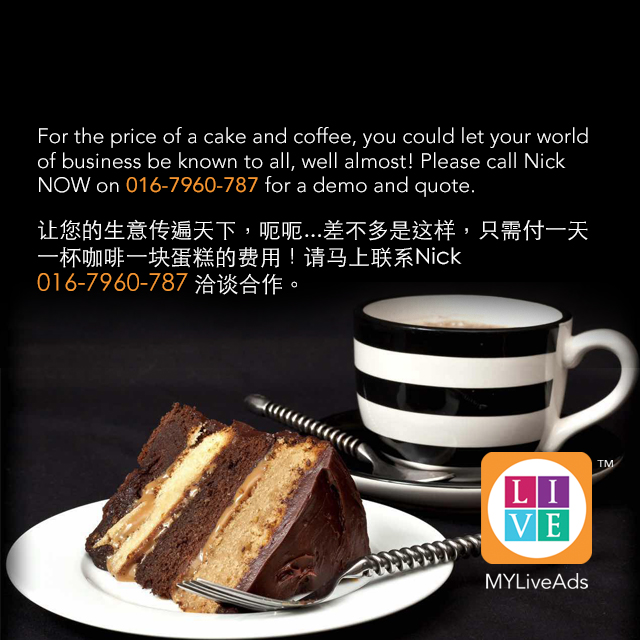 For the price of a cake and coffee, you could let your world
of business be known to all, well almost! Please call Nick
NOW on 016-7960-787 for a demo and quote.
让您的生意传遍天下，呃呃...差不多是这样，只需付一天
一杯咖啡一块蛋糕的费用！请马上联系Nick
016-7960-787 洽谈合作。
L I
V E
TM
MYLiveAds